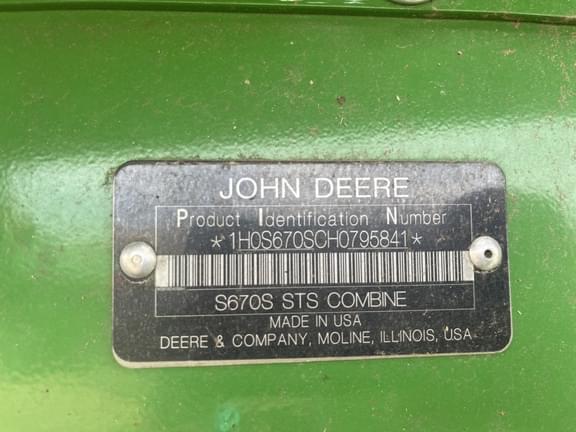 JOHN DEERE
Product Identification Number
*1H0S670SCH0795841*
S670S STS COMBINE
MADE IN USA
DEERE & COMPANY, MOLINE, ILLINOIS, USA